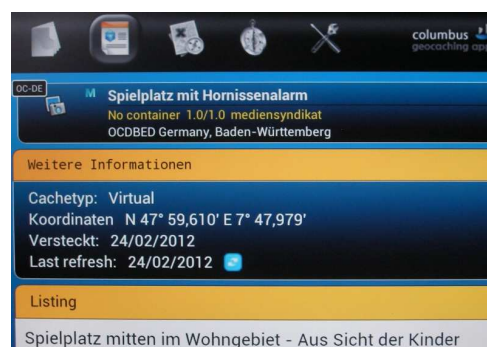 columbus
geocaching app
OC-DE
M Spielplatz mit Hornissenalarm
No container 1.0/1.0 mediensyndikat
OCDBED Germany, Baden-Württemberg
Weitere Informationen
Cachetyp: Virtual
Koordinaten N 47° 59,610' E 7° 47,979'
Versteckt: 24/02/2012
Last refresh: 24/02/2012
Listing
Spielplatz mitten im Wohngebiet - Aus Sicht der Kinder